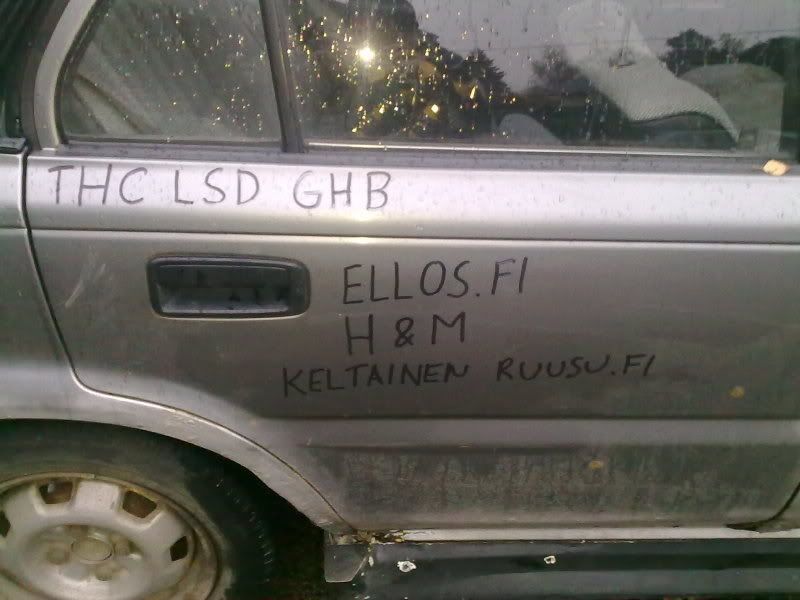 THC LSD GHB
ELLOS.FI
H & M
KELTAINEN RUUSU.FI